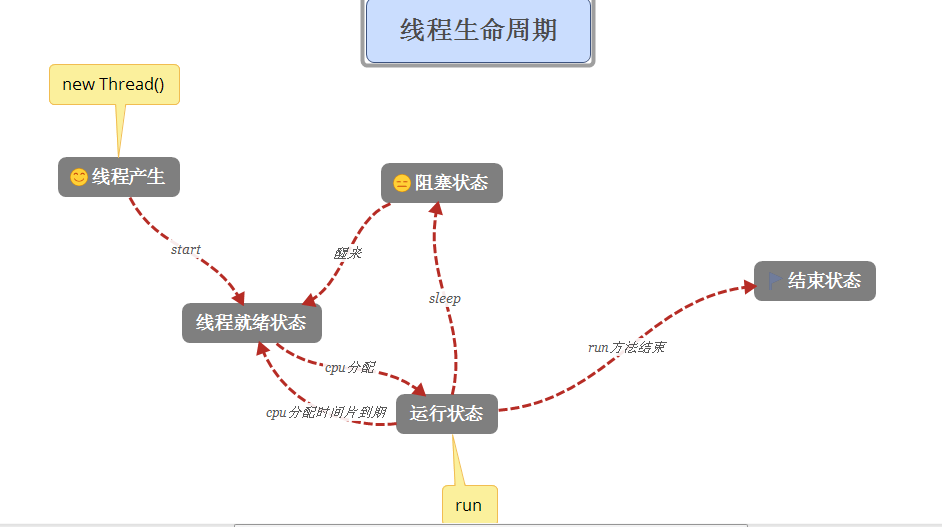 线程生命周期
new Thread()
线程产生
阻塞状态
start
醒来
结束状态
sleep
线程就绪状态
run方法结束
cpu分配
cpu分配时间片到期
运行状态
run